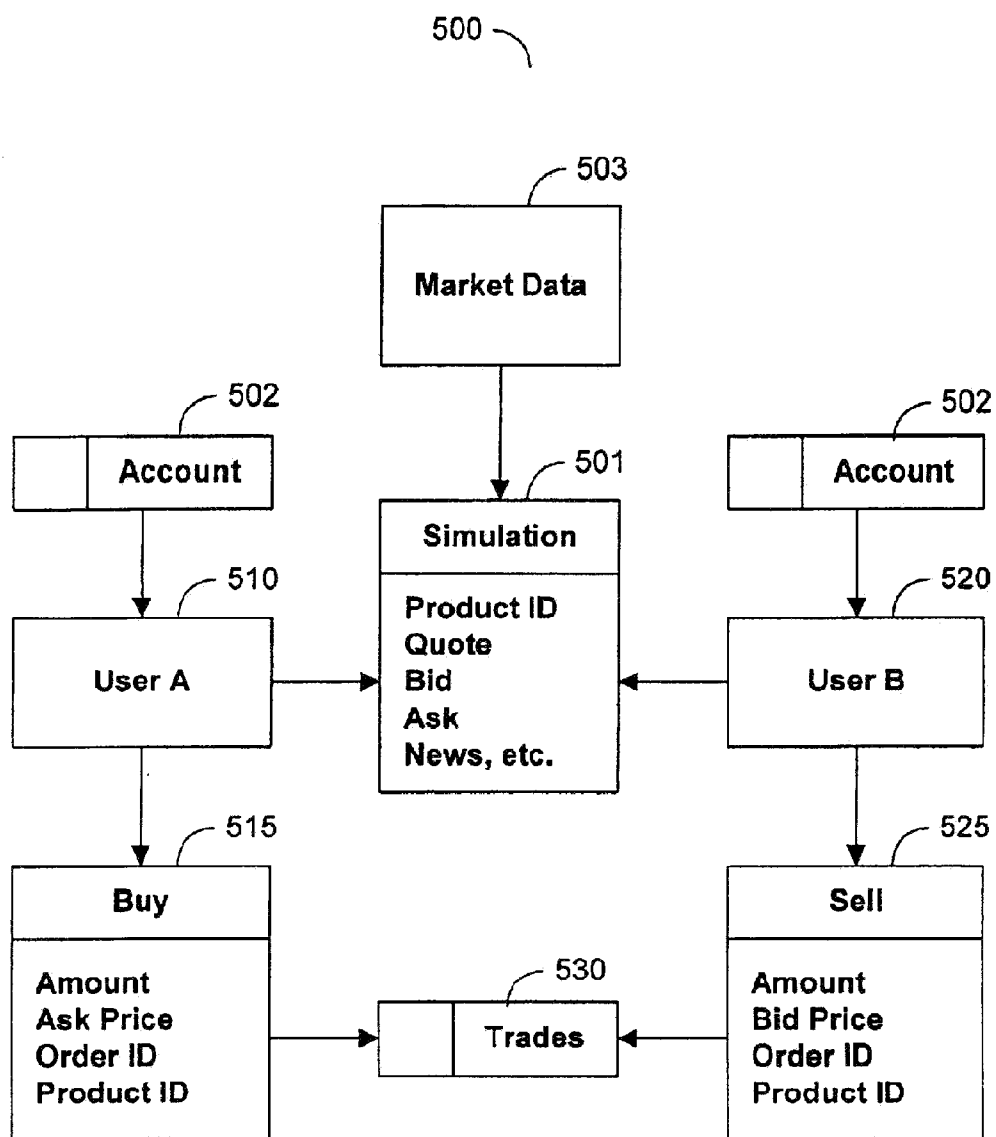 500
503
Market Data
502
Account
502
Account
501
Simulation
Product ID
Quote
Bid
Ask
News, etc.
510
User A
520
User B
515
Buy
Amount
Ask Price
Order ID
Product ID
525
Sell
Amount
Bid Price
Order ID
Product ID
530
Trades